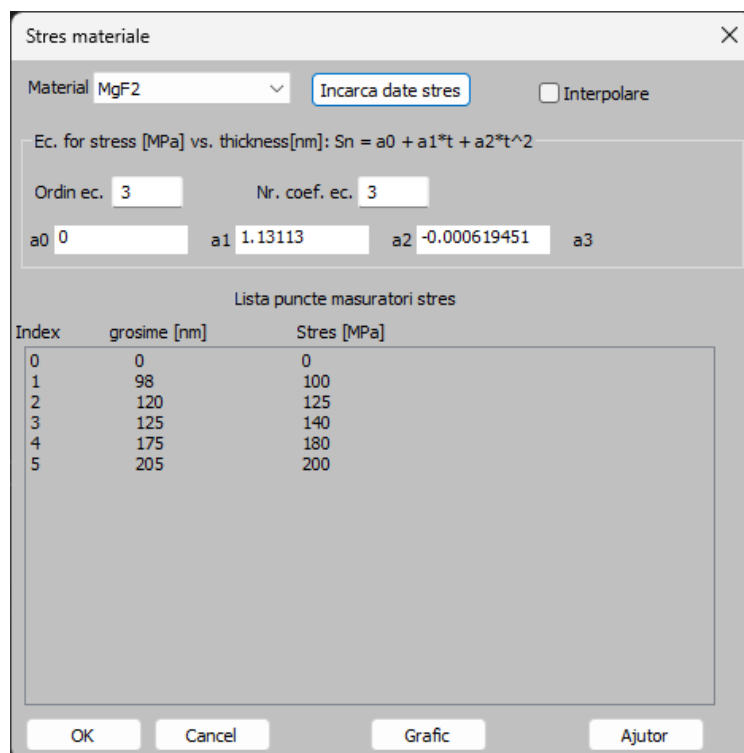 Stres materiale
Material MgF2 Incarca date stres Interpolare
Ec. for stress [MPa] vs. thickness[nm]: Sn = a0 + a1*t + a2*t^2
Ordin ec. 3 Nr. coef. ec. 3
a0 0 a1 1.13113 a2 -0.000619451 a3
Lista puncte masuratori stres
Index grosime [nm] Stres [MPa]
0 0 0
1 98 100
2 120 125
3 125 140
4 175 180
5 205 200
OK Cancel Grafic Ajutor